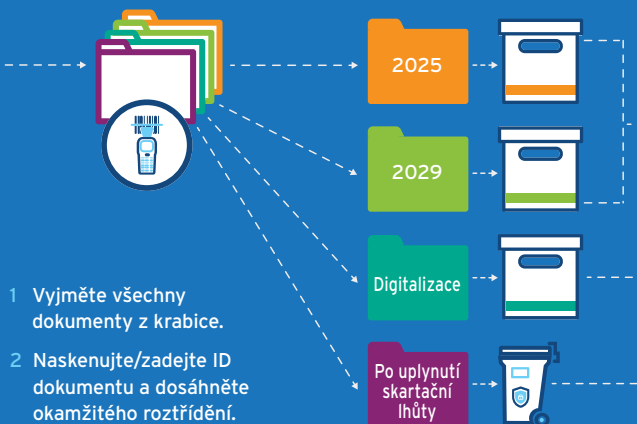 2025
2029
Digitalizace
Po uplynutí
skartační
lhůty
1 Vyjměte všechny
dokumenty z krabice.
2 Naskenujte/zadejte ID
dokumentu a dosáhněte
okamžitého roztřídění.